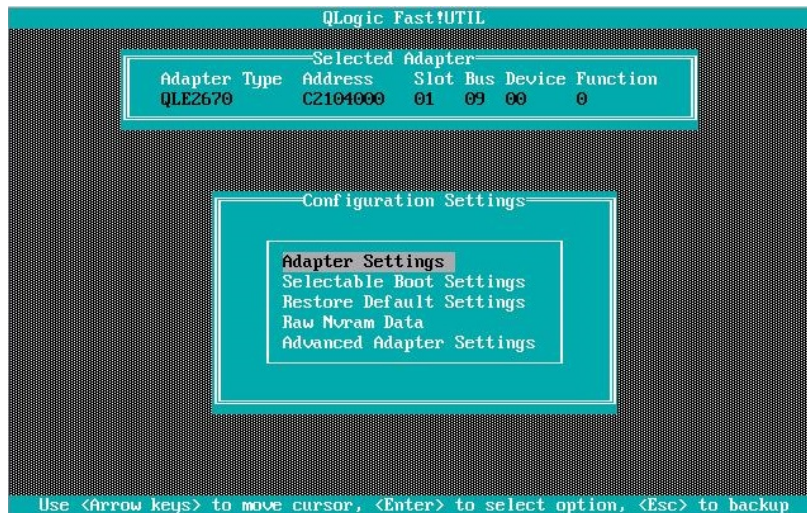 QLogic Fast!UTIL
Selected Adapter
Adapter Type Address Slot Bus Device Function
QLE2670 C2104000 01 09 00 0
Configuration Settings
Adapter Settings
Selectable Boot Settings
Restore Default Settings
Raw Nvram Data
Advanced Adapter Settings
Use <Arrow keys> to move cursor, <Enter> to select option, <Esc> to backup